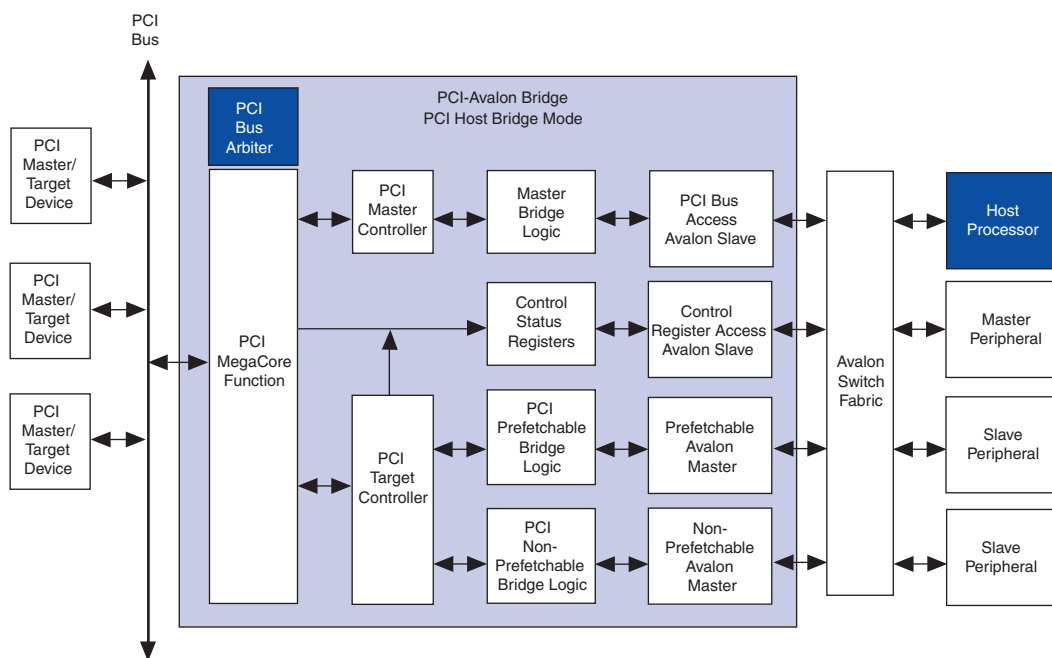 PCI
Bus
PCI-Avalon Bridge
PCI Host Bridge Mode
PCI
Bus
Arbiter
PCI
Master/
Target
Device
PCI
Master/
Target
Device
PCI
Master/
Target
Device
PCI
MegaCore
Function
PCI
Master
Controller
Master
Bridge
Logic
PCI Bus
Access
Avalon Slave
Control
Status
Registers
Control
Register Access
Avalon Slave
PCI
Target
Controller
PCI
Prefetchable
Bridge
Logic
Prefetchable
Avalon
Master
PCI
Non-
Prefetchable
Bridge Logic
Non-
Prefetchable
Avalon
Master
Avalon
Switch
Fabric
Host
Processor
Master
Peripheral
Slave
Peripheral
Slave
Peripheral